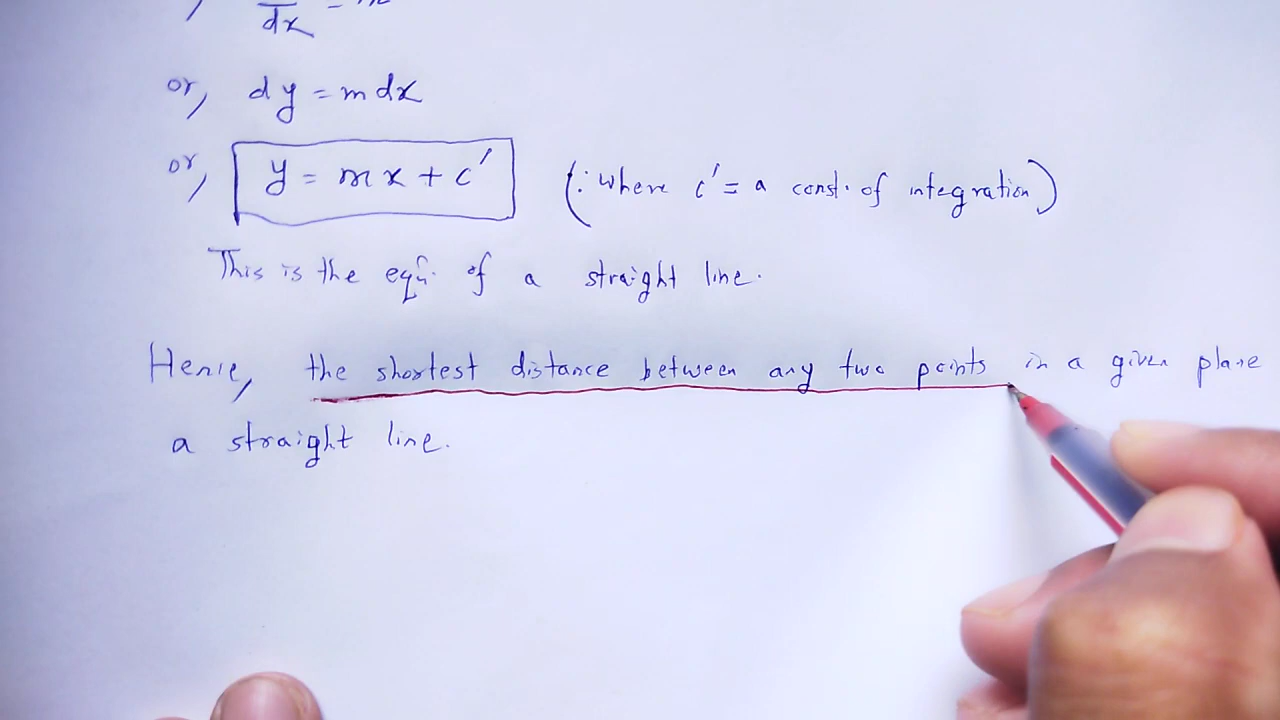 dx
or, dy = m dx
or, y = mx + c′ (∵ where c′ = a const. of integration)
This is the eqn. of a straight line.
Hence, the shortest distance between any two points in a given plane
a straight line.